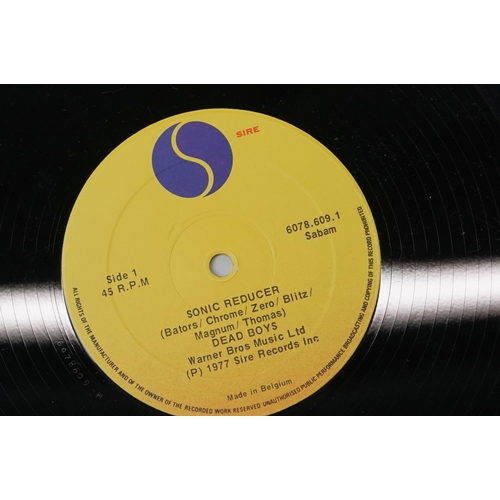 SIRE
6078.609.1
Sabam
Side 1
45 R.P.M
SONIC REDUCER
(Bators/ Chrome/ Zero/ Blitz/
Magnum/ Thomas)
DEAD BOYS
Warner Bros Music Ltd
(P) 1977 Sire Records Inc
Made in Belgium
ALL RIGHTS OF THE MANUFACTURER AND OF THE OWNER OF THE RECORDED WORK RESERVED UNAUTHORISED PUBLIC PERFORMANCE BROADCASTING AND COPYING OF THIS RECORD PROHIBITED